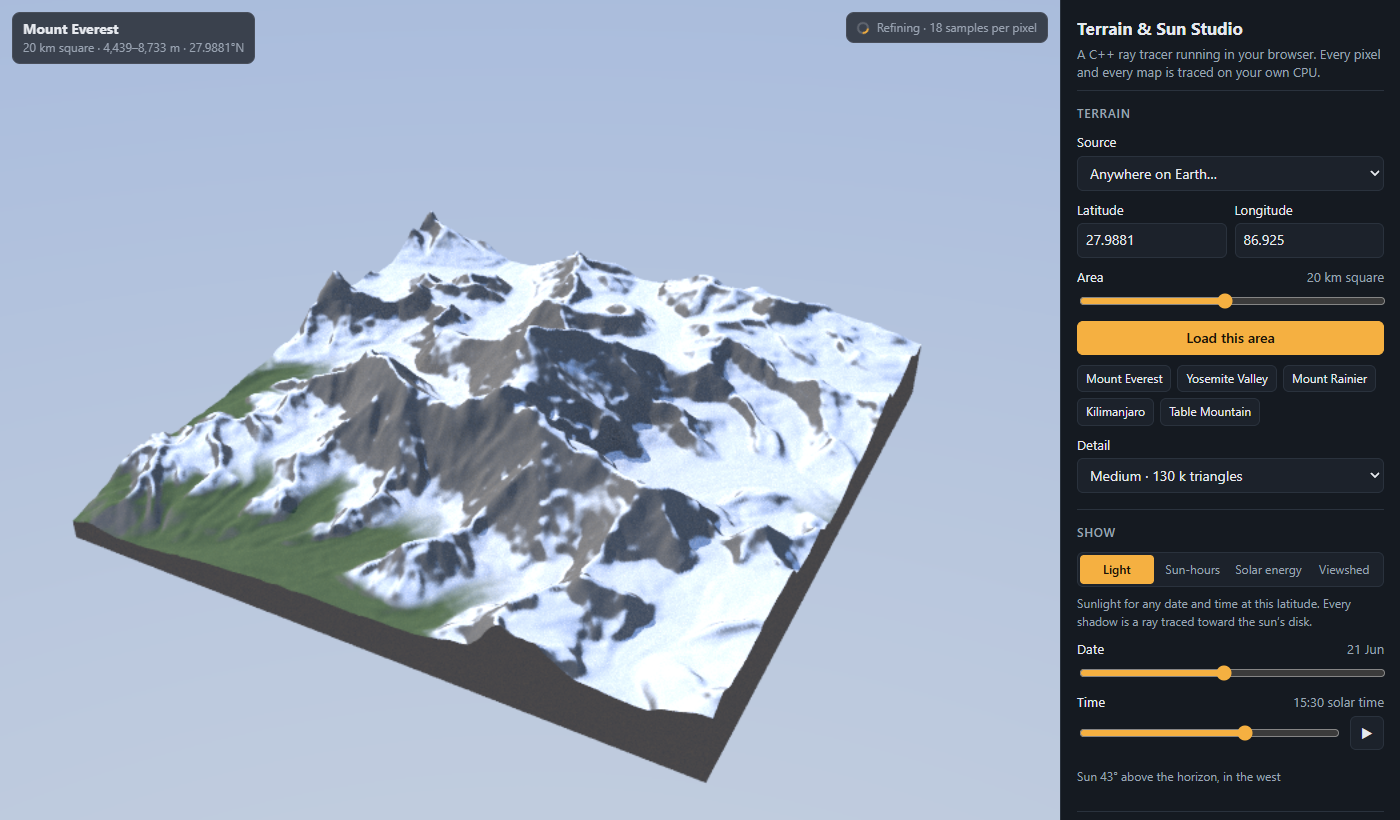 Mount Everest
20 km square · 4,439–8,733 m · 27.9881°N
Refining · 18 samples per pixel
Terrain & Sun Studio
A C++ ray tracer running in your browser. Every pixel
and every map is traced on your own CPU.
TERRAIN
Source
Anywhere on Earth...
Latitude
Longitude
27.9881
86.925
Area
20 km square
Load this area
Mount Everest
Yosemite Valley
Mount Rainier
Kilimanjaro
Table Mountain
Detail
Medium · 130 k triangles
SHOW
Light
Sun-hours
Solar energy
Viewshed
Sunlight for any date and time at this latitude. Every
shadow is a ray traced toward the sun's disk.
Date
21 Jun
Time
15:30 solar time
Sun 43° above the horizon, in the west